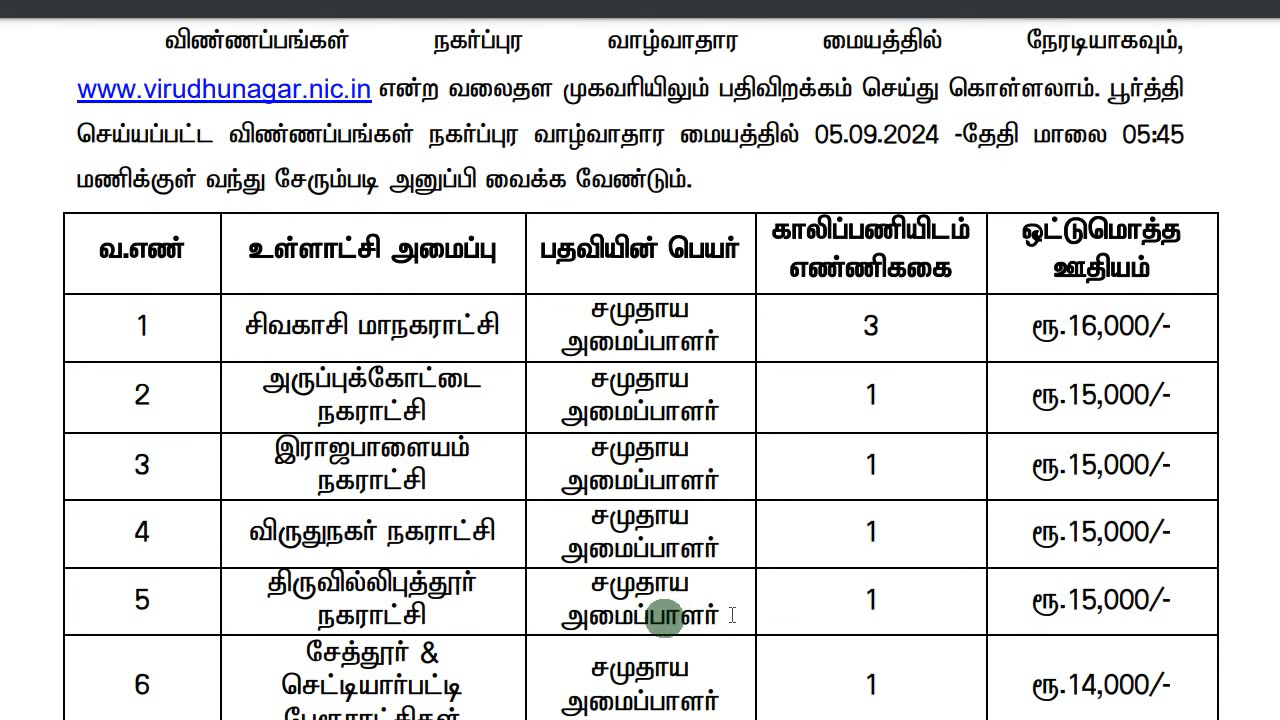 விண்ணப்பங்கள் நகர்ப்புர வாழ்வாதார மையத்தில் நேரடியாகவும்,
www.virudhunagar.nic.in என்ற வலைதள முகவரியிலும் பதிவிறக்கம் செய்து கொள்ளலாம். பூர்த்தி
செய்யப்பட்ட விண்ணப்பங்கள் நகர்ப்புர வாழ்வாதார மையத்தில் 05.09.2024 -தேதி மாலை 05:45
மணிக்குள் வந்து சேரும்படி அனுப்பி வைக்க வேண்டும்.
வ.எண் உள்ளாட்சி அமைப்பு பதவியின் பெயர் காலிப்பணியிடம் ஒட்டுமொத்த
எண்ணிககை ஊதியம்
1 சிவகாசி மாநகராட்சி சமுதாய அமைப்பாளர் 3 ரூ.16,000/-
2 அருப்புக்கோட்டை நகராட்சி சமுதாய அமைப்பாளர் 1 ரூ.15,000/-
3 இராஜபாளையம் நகராட்சி சமுதாய அமைப்பாளர் 1 ரூ.15,000/-
4 விருதுநகர் நகராட்சி சமுதாய அமைப்பாளர் 1 ரூ.15,000/-
5 திருவில்லிபுத்தூர் நகராட்சி சமுதாய அமைப்பாளர் 1 ரூ.15,000/-
6 சேத்தூர் & செட்டியார்பட்டி பேரூராட்சிகள் சமுதாய அமைப்பாளர் 1 ரூ.14,000/-